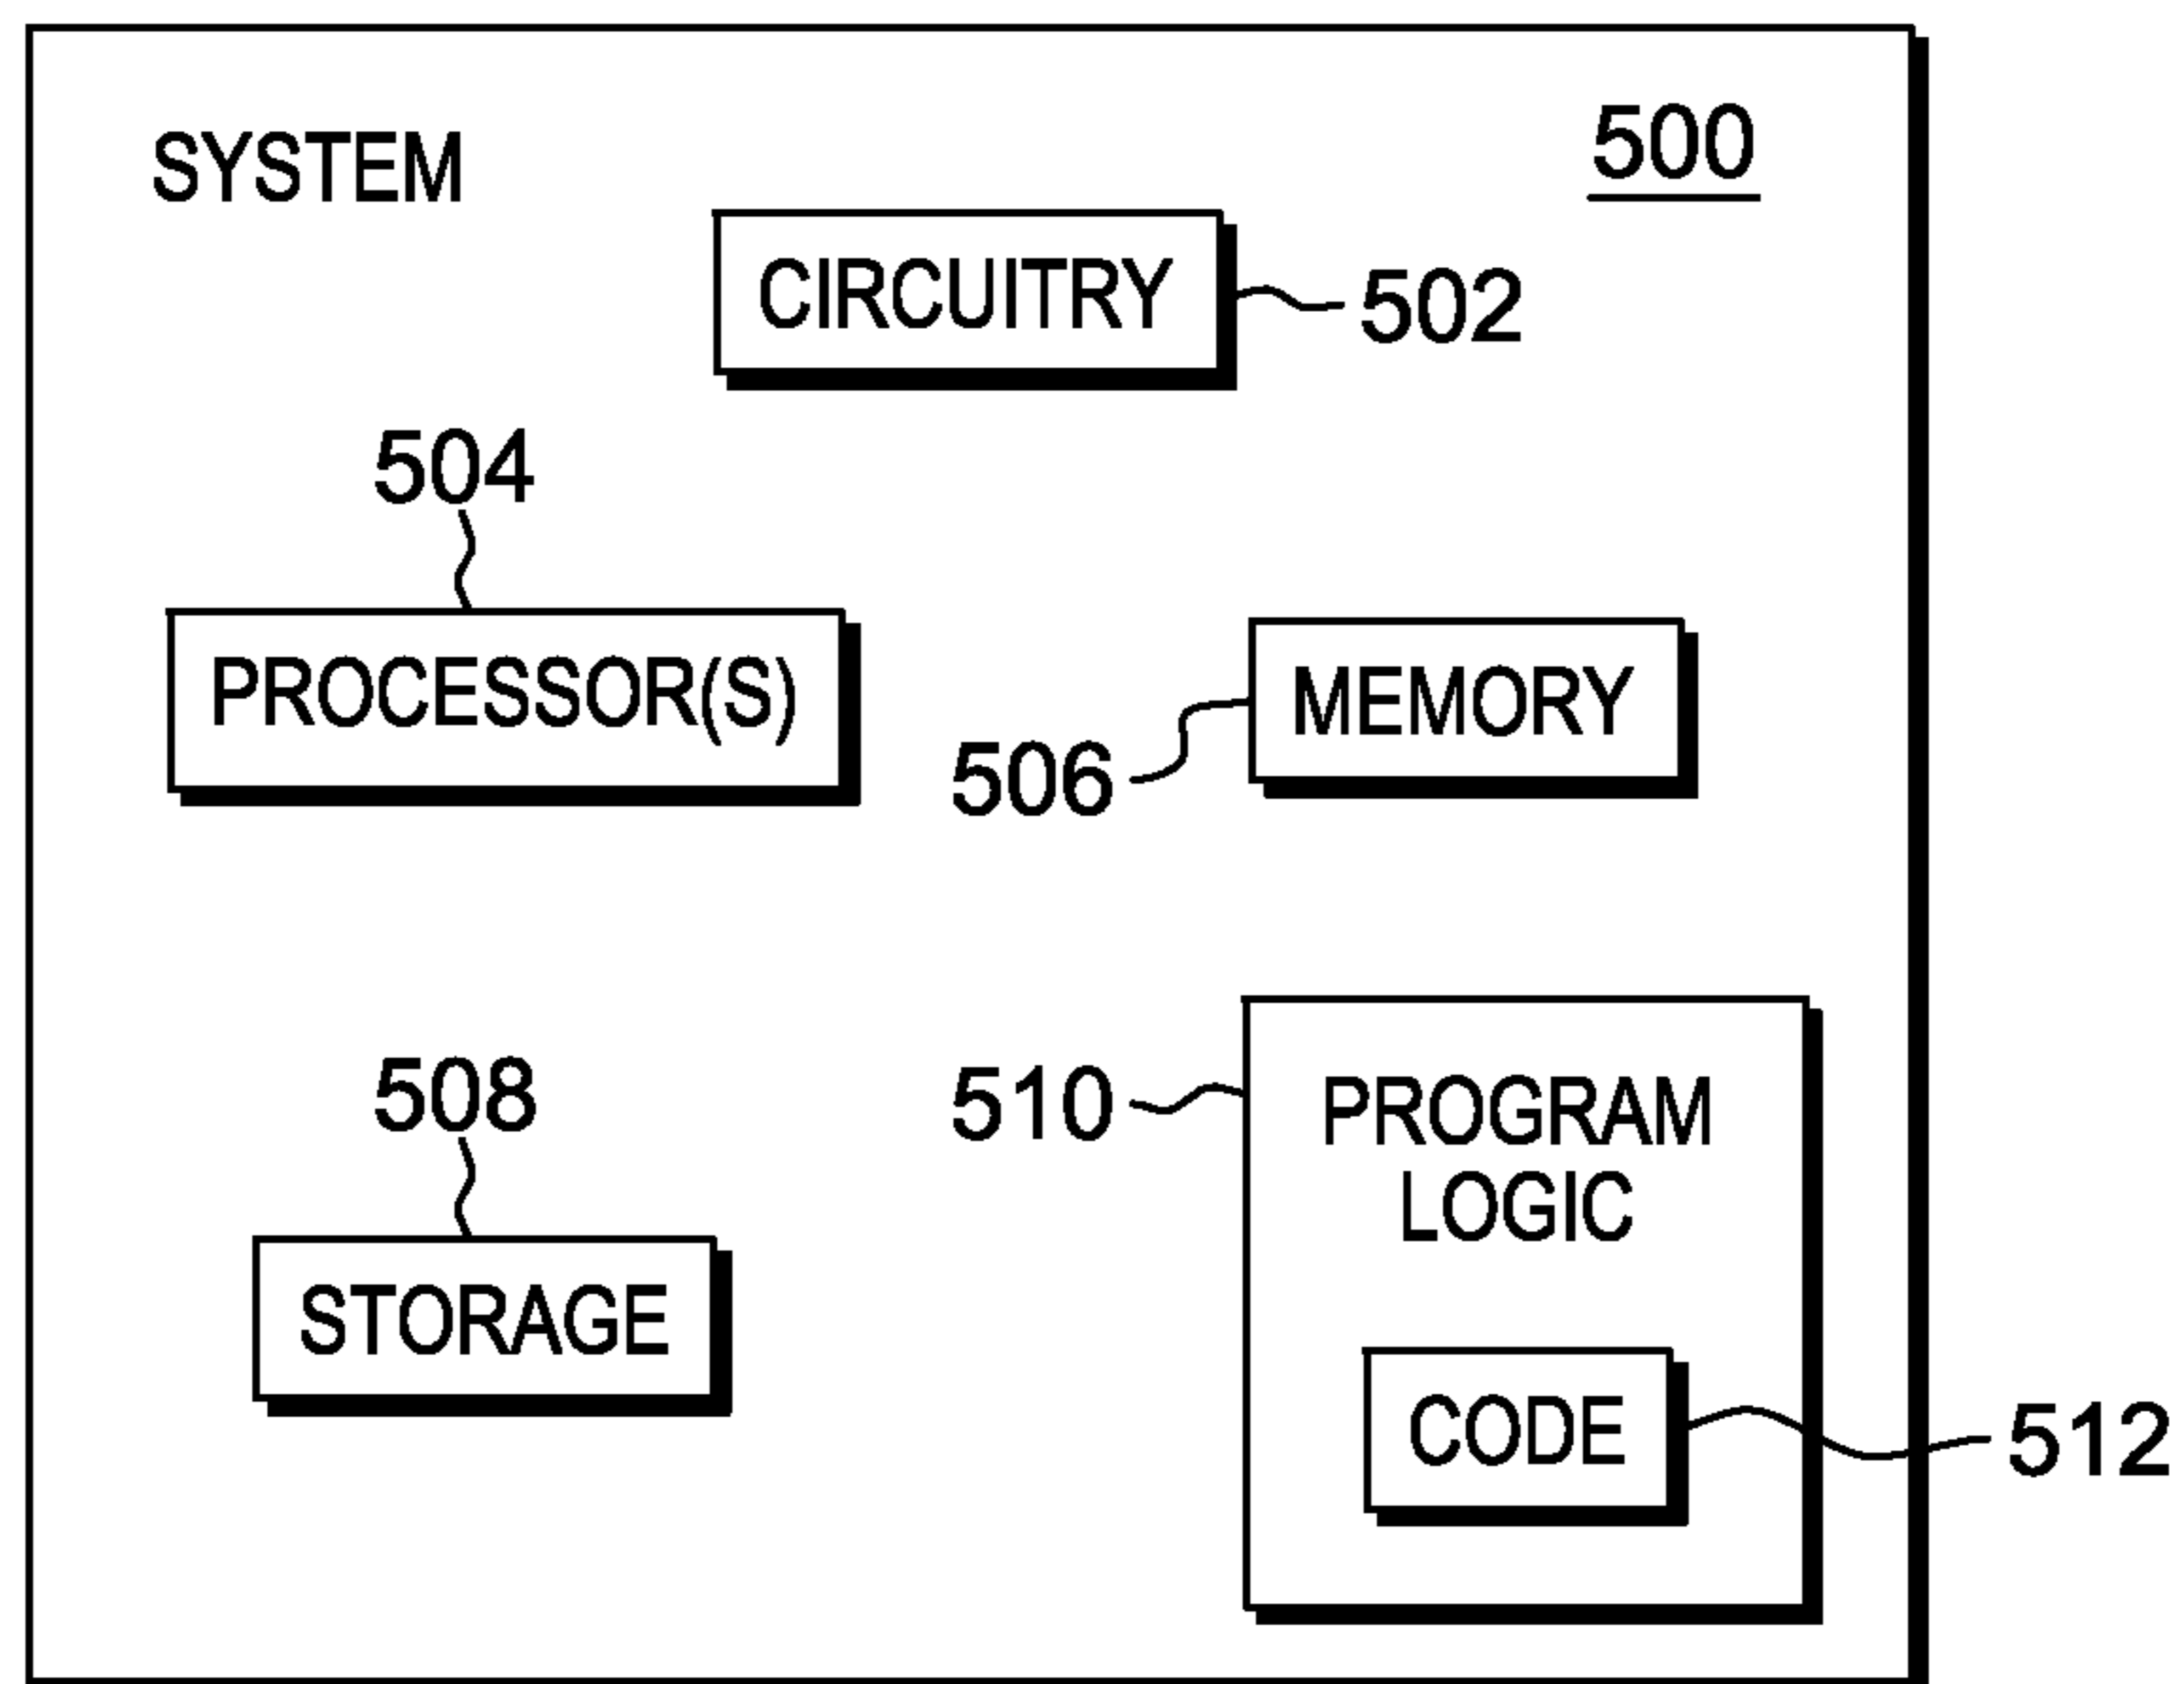 SYSTEM
500
CIRCUITRY
502
504
PROCESSOR(S)
MEMORY
506
508
STORAGE
510
PROGRAM
LOGIC
CODE
512